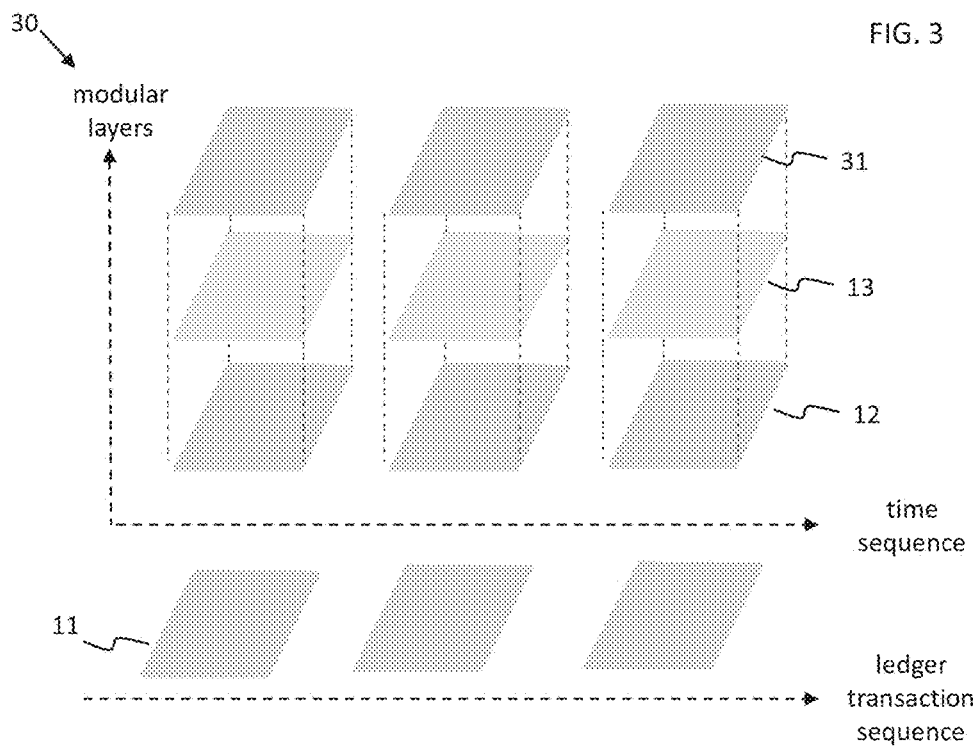 30
FIG. 3
modular
layers
31
13
12
time
sequence
11
ledger
transaction
sequence